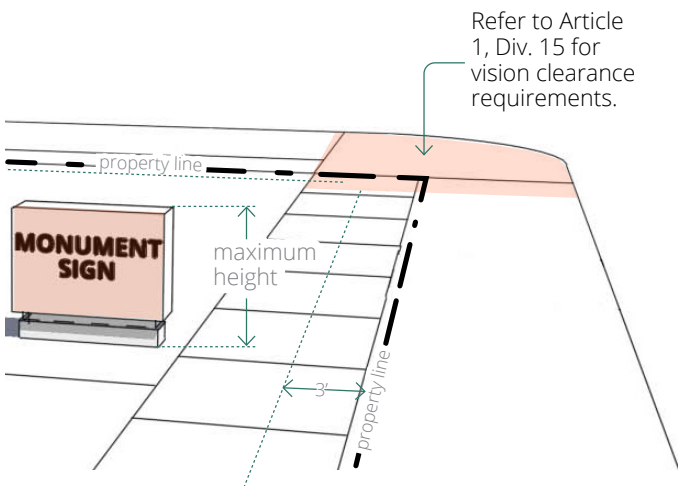 Refer to Article
1, Div. 15 for
vision clearance
requirements.
property line
MONUMENT
SIGN
maximum
height
3'
property line